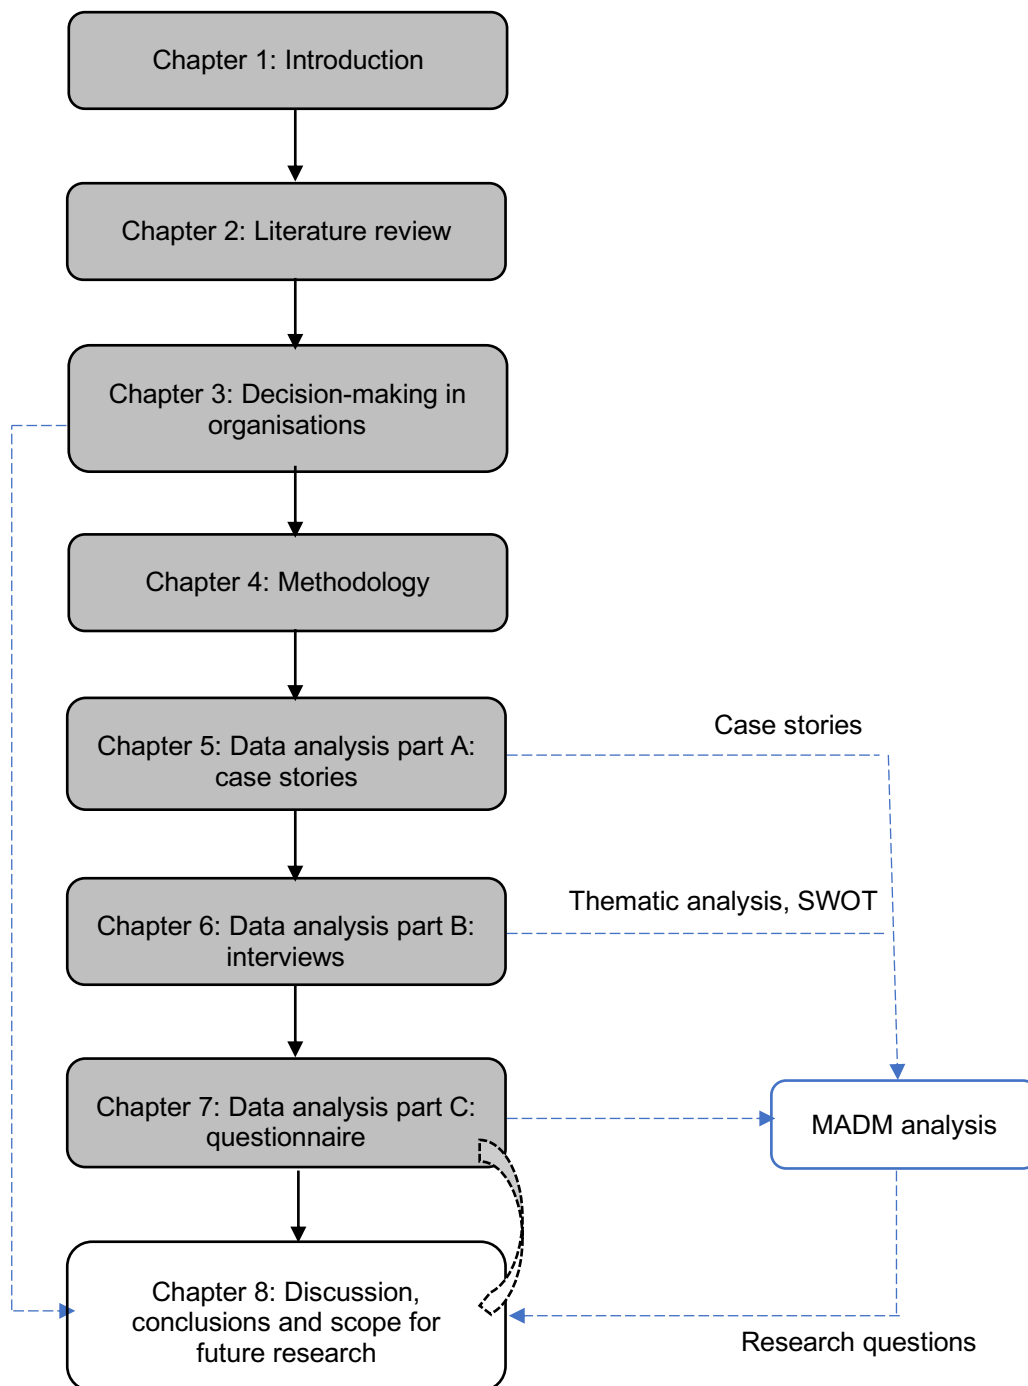 Chapter 1: Introduction
Chapter 2: Literature review
Chapter 3: Decision-making in
organisations
Chapter 4: Methodology
Chapter 5: Data analysis part A:
case stories
Case stories
Chapter 6: Data analysis part B:
interviews
Thematic analysis, SWOT
Chapter 7: Data analysis part C:
questionnaire
MADM analysis
Chapter 8: Discussion,
conclusions and scope for
future research
Research questions